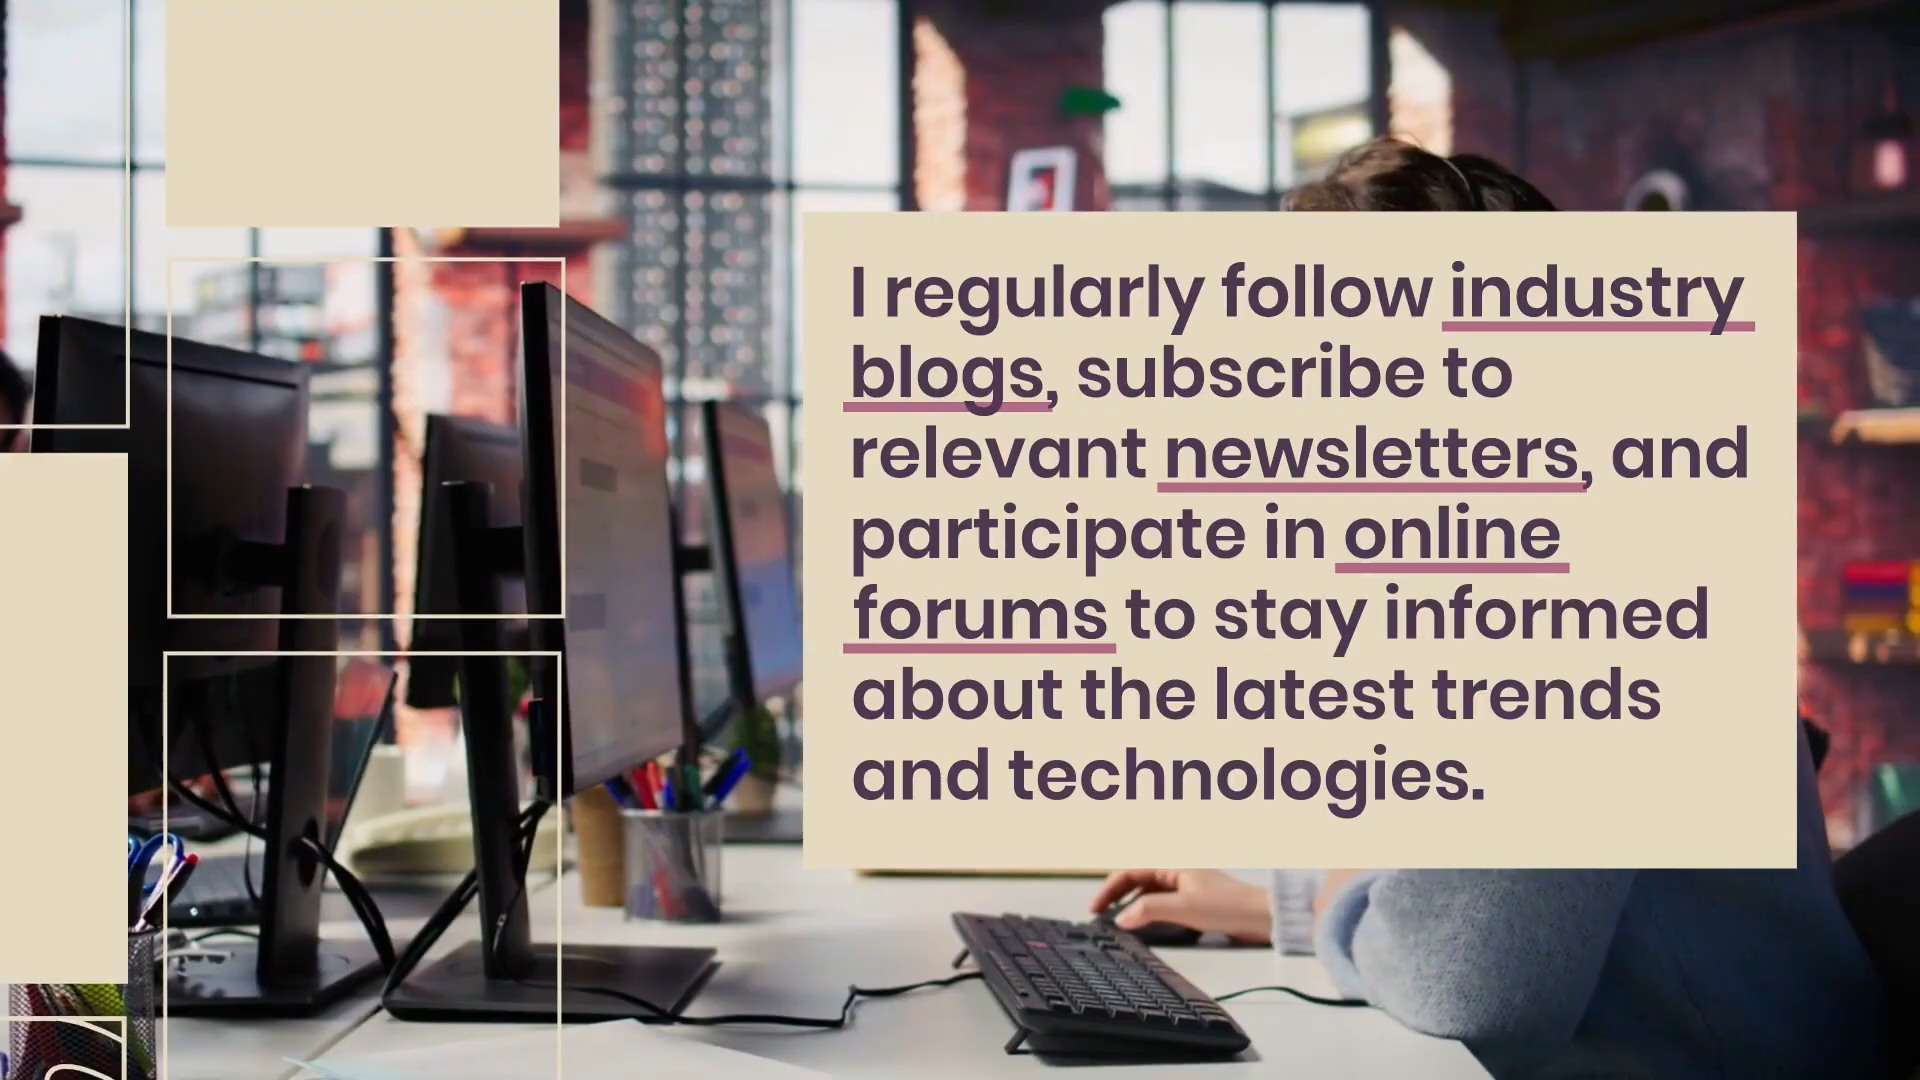 I regularly follow industry
blogs, subscribe to
relevant newsletters, and
participate in online
forums to stay informed
about the latest trends
and technologies.